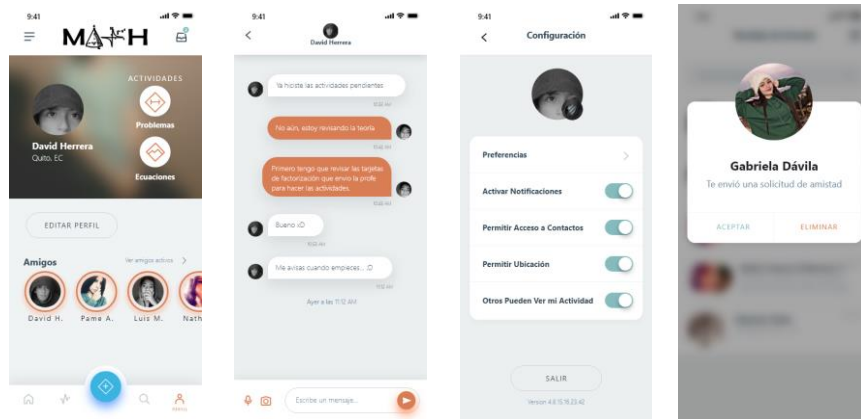 9:41
MATH
ACTIVIDADES
Problemas
David Herrera
Quito, EC
Ecuaciones
EDITAR PERFIL
Amigos
Ver amigos activos
David H.
Pame A.
Luis M.
Nath
9:41
David Herrera
Ya hiciste las actividades pendientes
No aún, estoy revisando la teoría
Primero tengo que revisar las tarjetas
de factorización que envio la profe
para hacer las actividades.
Bueno xD
Me avisas cuando empieces... ;D
Ayer a las 11:12 AM
Escribe un mensaje...
9:41
Configuración
Preferencias
Activar Notificaciones
Permitir Acceso a Contactos
Permitir Ubicación
Otros Pueden Ver mi Actividad
SALIR
Gabriela Dávila
Te envió una solicitud de amistad
ACEPTAR
ELIMINAR